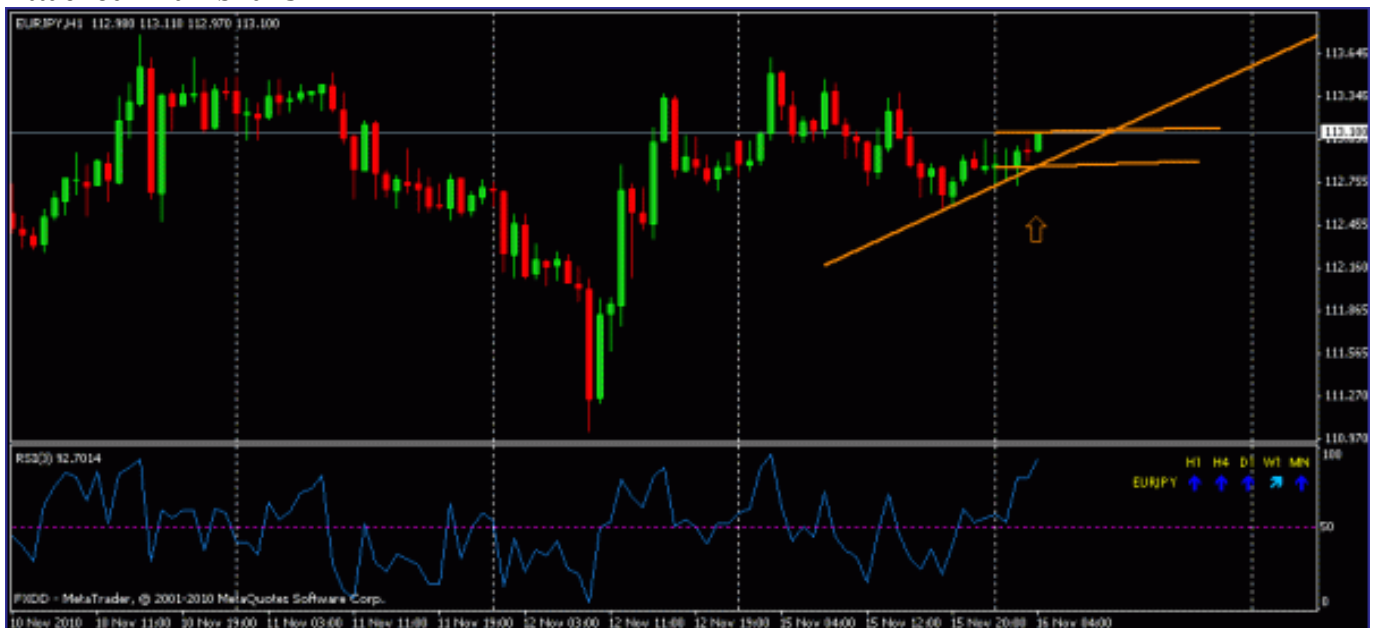 EURJPY,H1 112.980 113.110 112.970 113.100
113.645
113.345
113.100
112.755
112.455
112.160
111.865
111.565
111.270
110.970
RSI(3) 92.7014
100
H1 H4 D1 W1 MN
EURJPY
50
FXDD - MetaTrader, © 2001-2010 MetaQuotes Software Corp.
0
10 Nov 2010 10 Nov 11:00 10 Nov 19:00 11 Nov 03:00 11 Nov 11:00 11 Nov 19:00 12 Nov 03:00 12 Nov 11:00 12 Nov 19:00 15 Nov 04:00 15 Nov 12:00 15 Nov 20:00 16 Nov 04:00